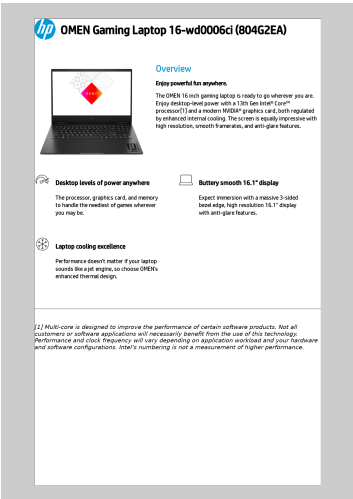 hp OMEN Gaming Laptop 16-wd0006ci (804G2EA)
Overview
Enjoy powerful fun anywhere.
The OMEN 16 inch gaming laptop is ready to go wherever you are.
Enjoy desktop-level power with a 13th Gen Intel® Core™
processor[1] and a modern NVIDIA® graphics card, both regulated
by enhanced internal cooling. The screen is equally impressive with
high resolution, smooth framerates, and anti-glare features.
OMEN
Desktop levels of power anywhere
The processor, graphics card, and memory
to handle the neediest of games wherever
you may be.
Buttery smooth 16.1" display
Expect immersion with a massive 3-sided
bezel edge, high resolution 16.1" display
with anti-glare features.
Laptop cooling excellence
Performance doesn't matter if your laptop
sounds like a jet engine, so choose OMEN's
enhanced thermal design.
[1] Multi-core is designed to improve the performance of certain software products. Not all
customers or software applications will necessarily benefit from the use of this technology.
Performance and clock frequency will vary depending on application workload and your hardware
and software configurations. Intel's numbering is not a measurement of higher performance.